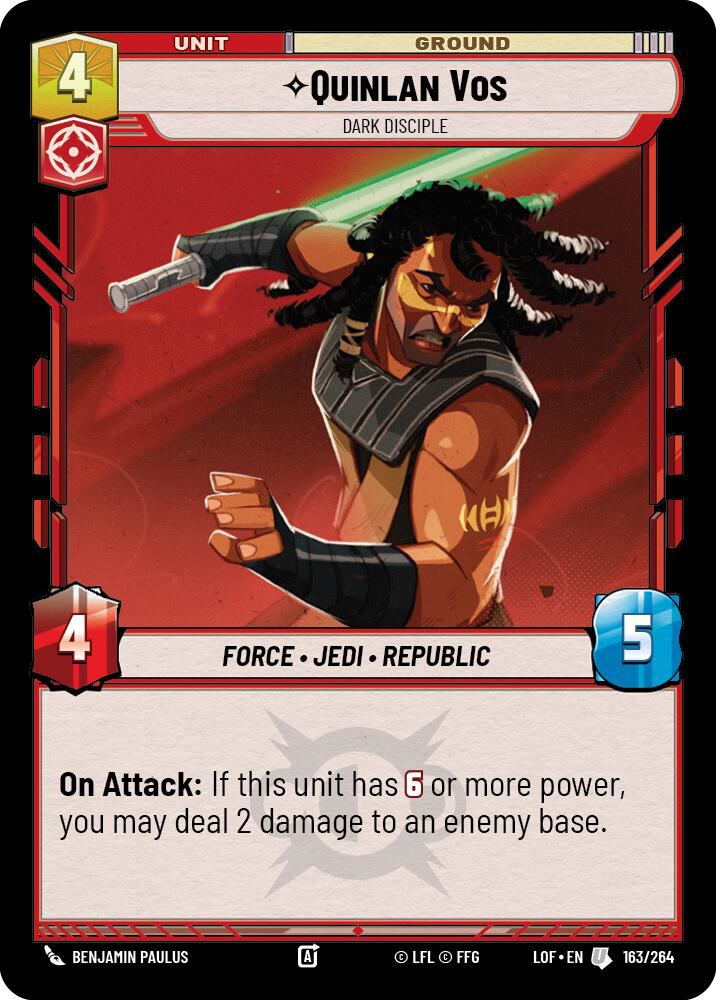 UNIT
GROUND
4
✧QUINLAN VOS
DARK DISCIPLE
4
FORCE • JEDI • REPUBLIC
5
On Attack: If this unit has 6 or more power,
you may deal 2 damage to an enemy base.
BENJAMIN PAULUS
A
© LFL © FFG
LOF • EN
U
163/264